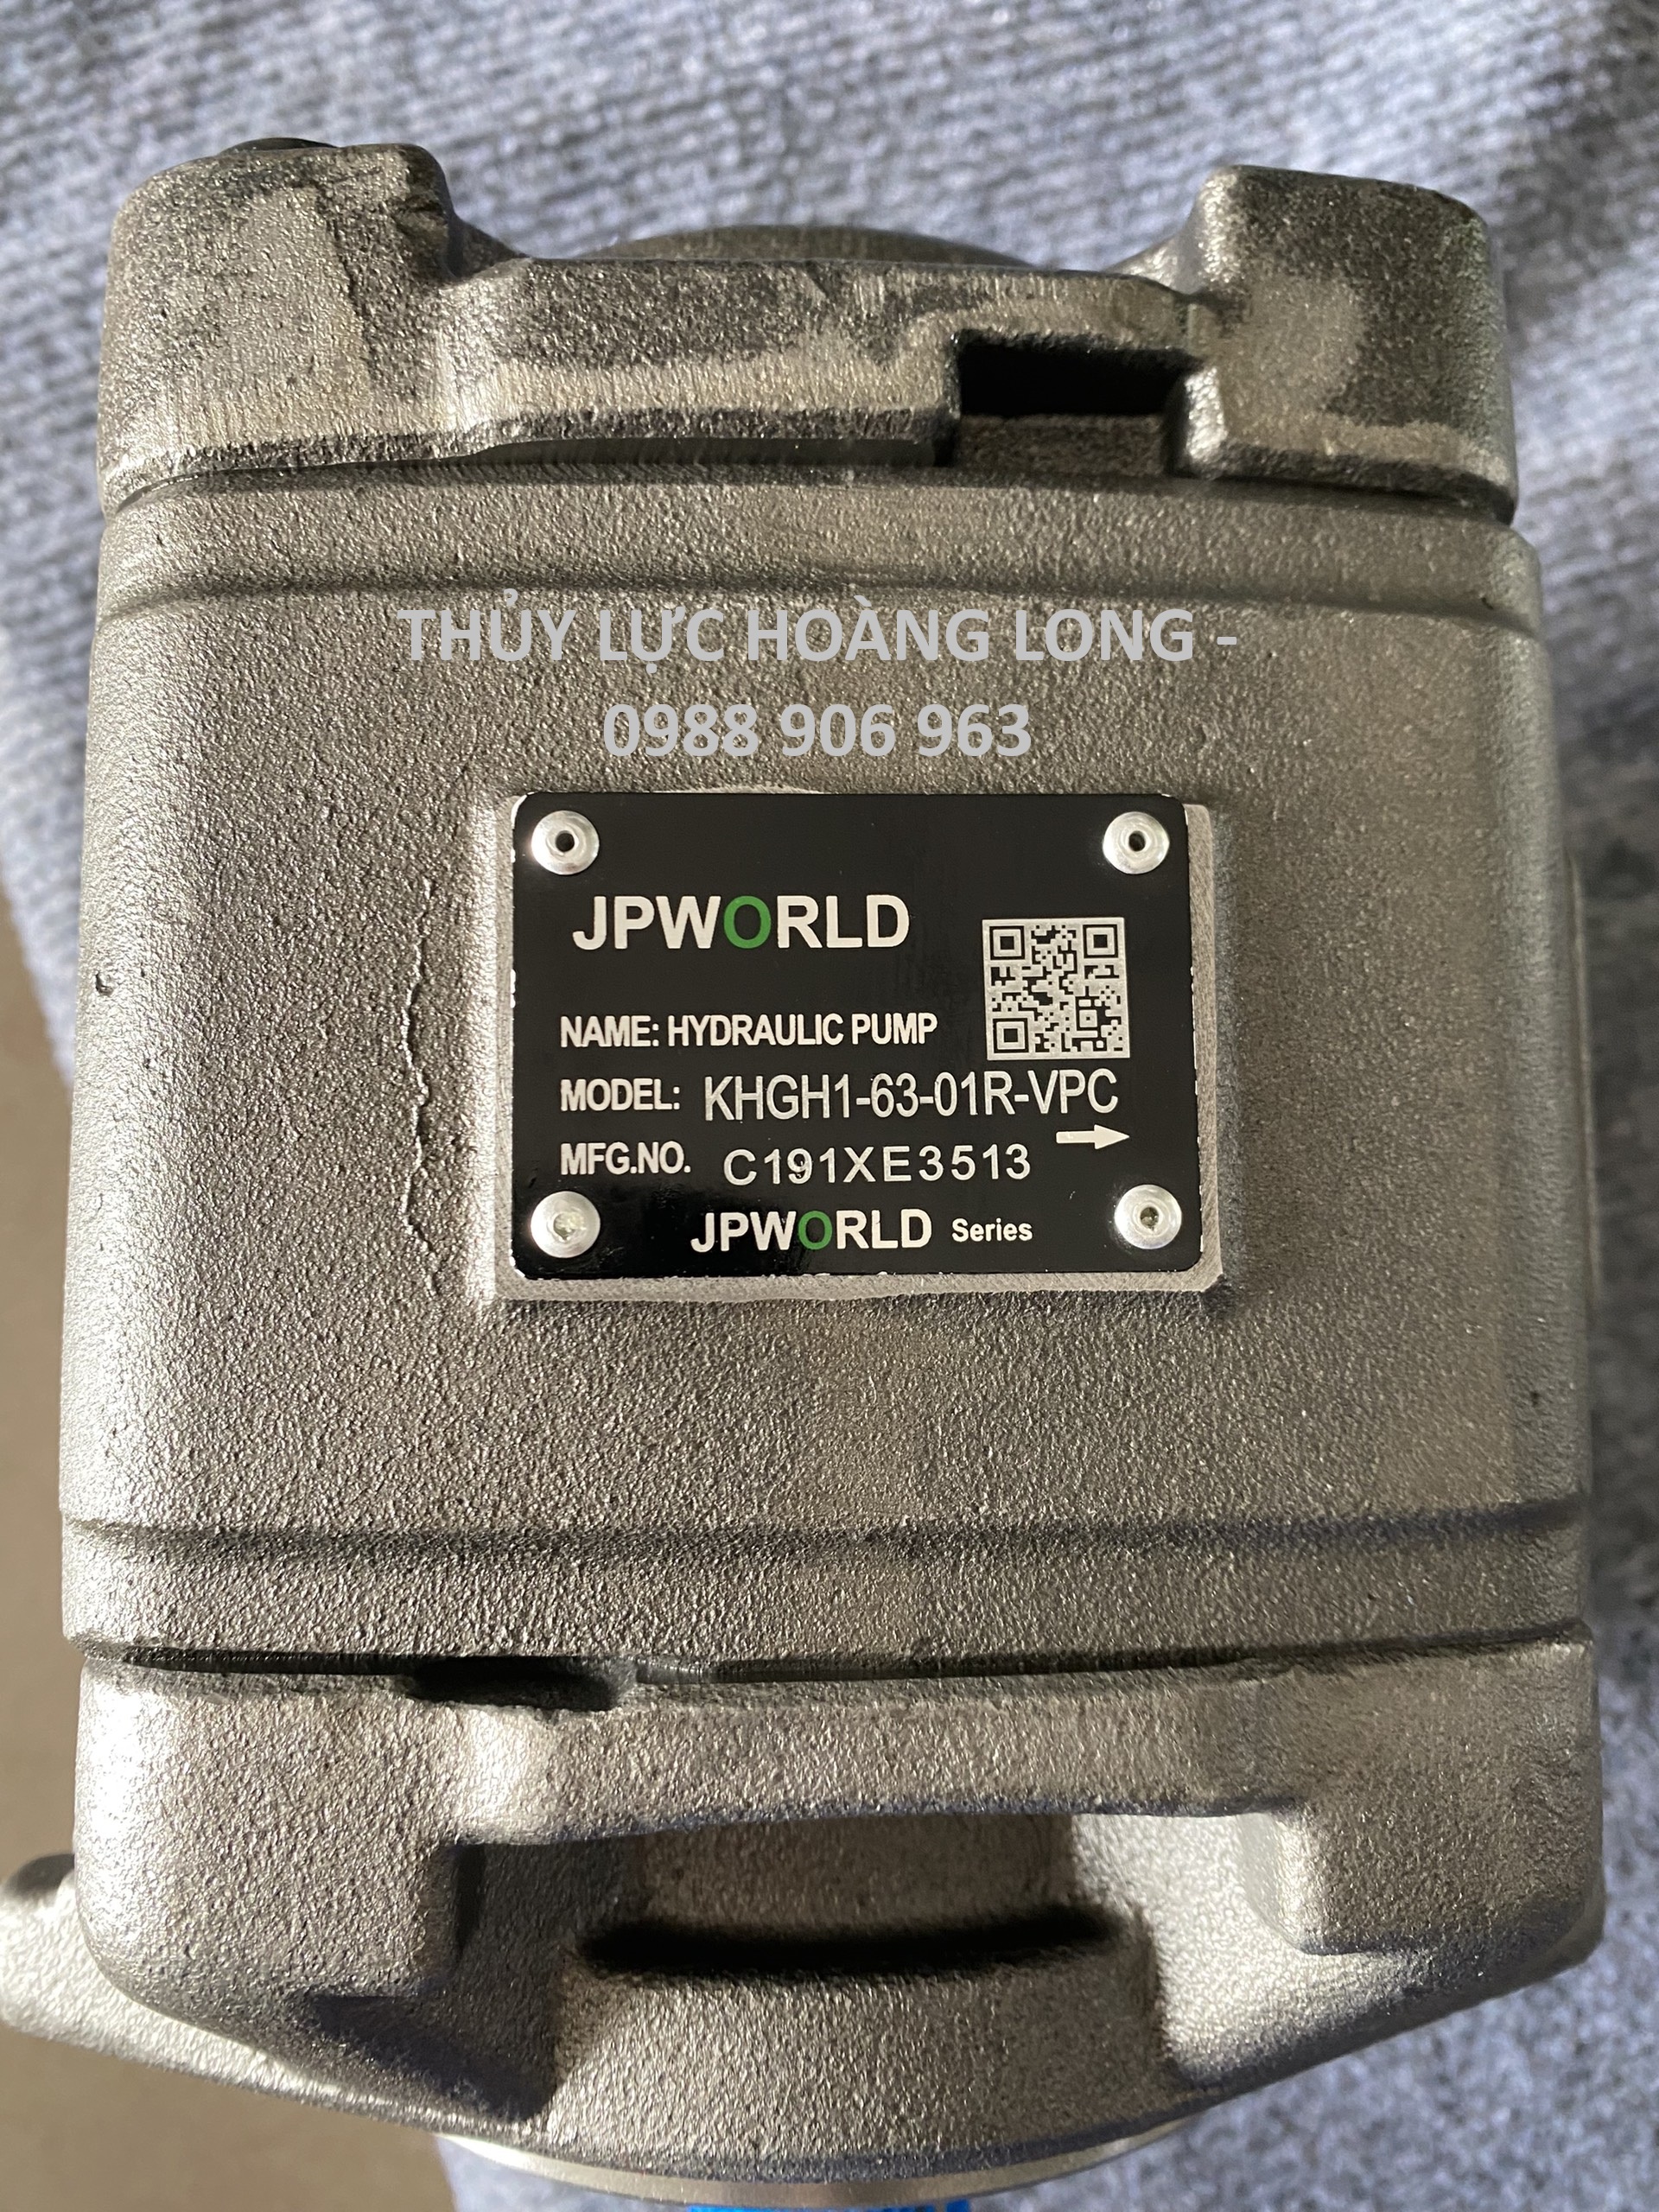 THỦY LỰC HOÀNG LONG -
0988 906 963
JPWORLD
NAME: HYDRAULIC PUMP
MODEL: KHGH1-63-01R-VPC
MFG.NO. C191XE3513
JPWORLD Series